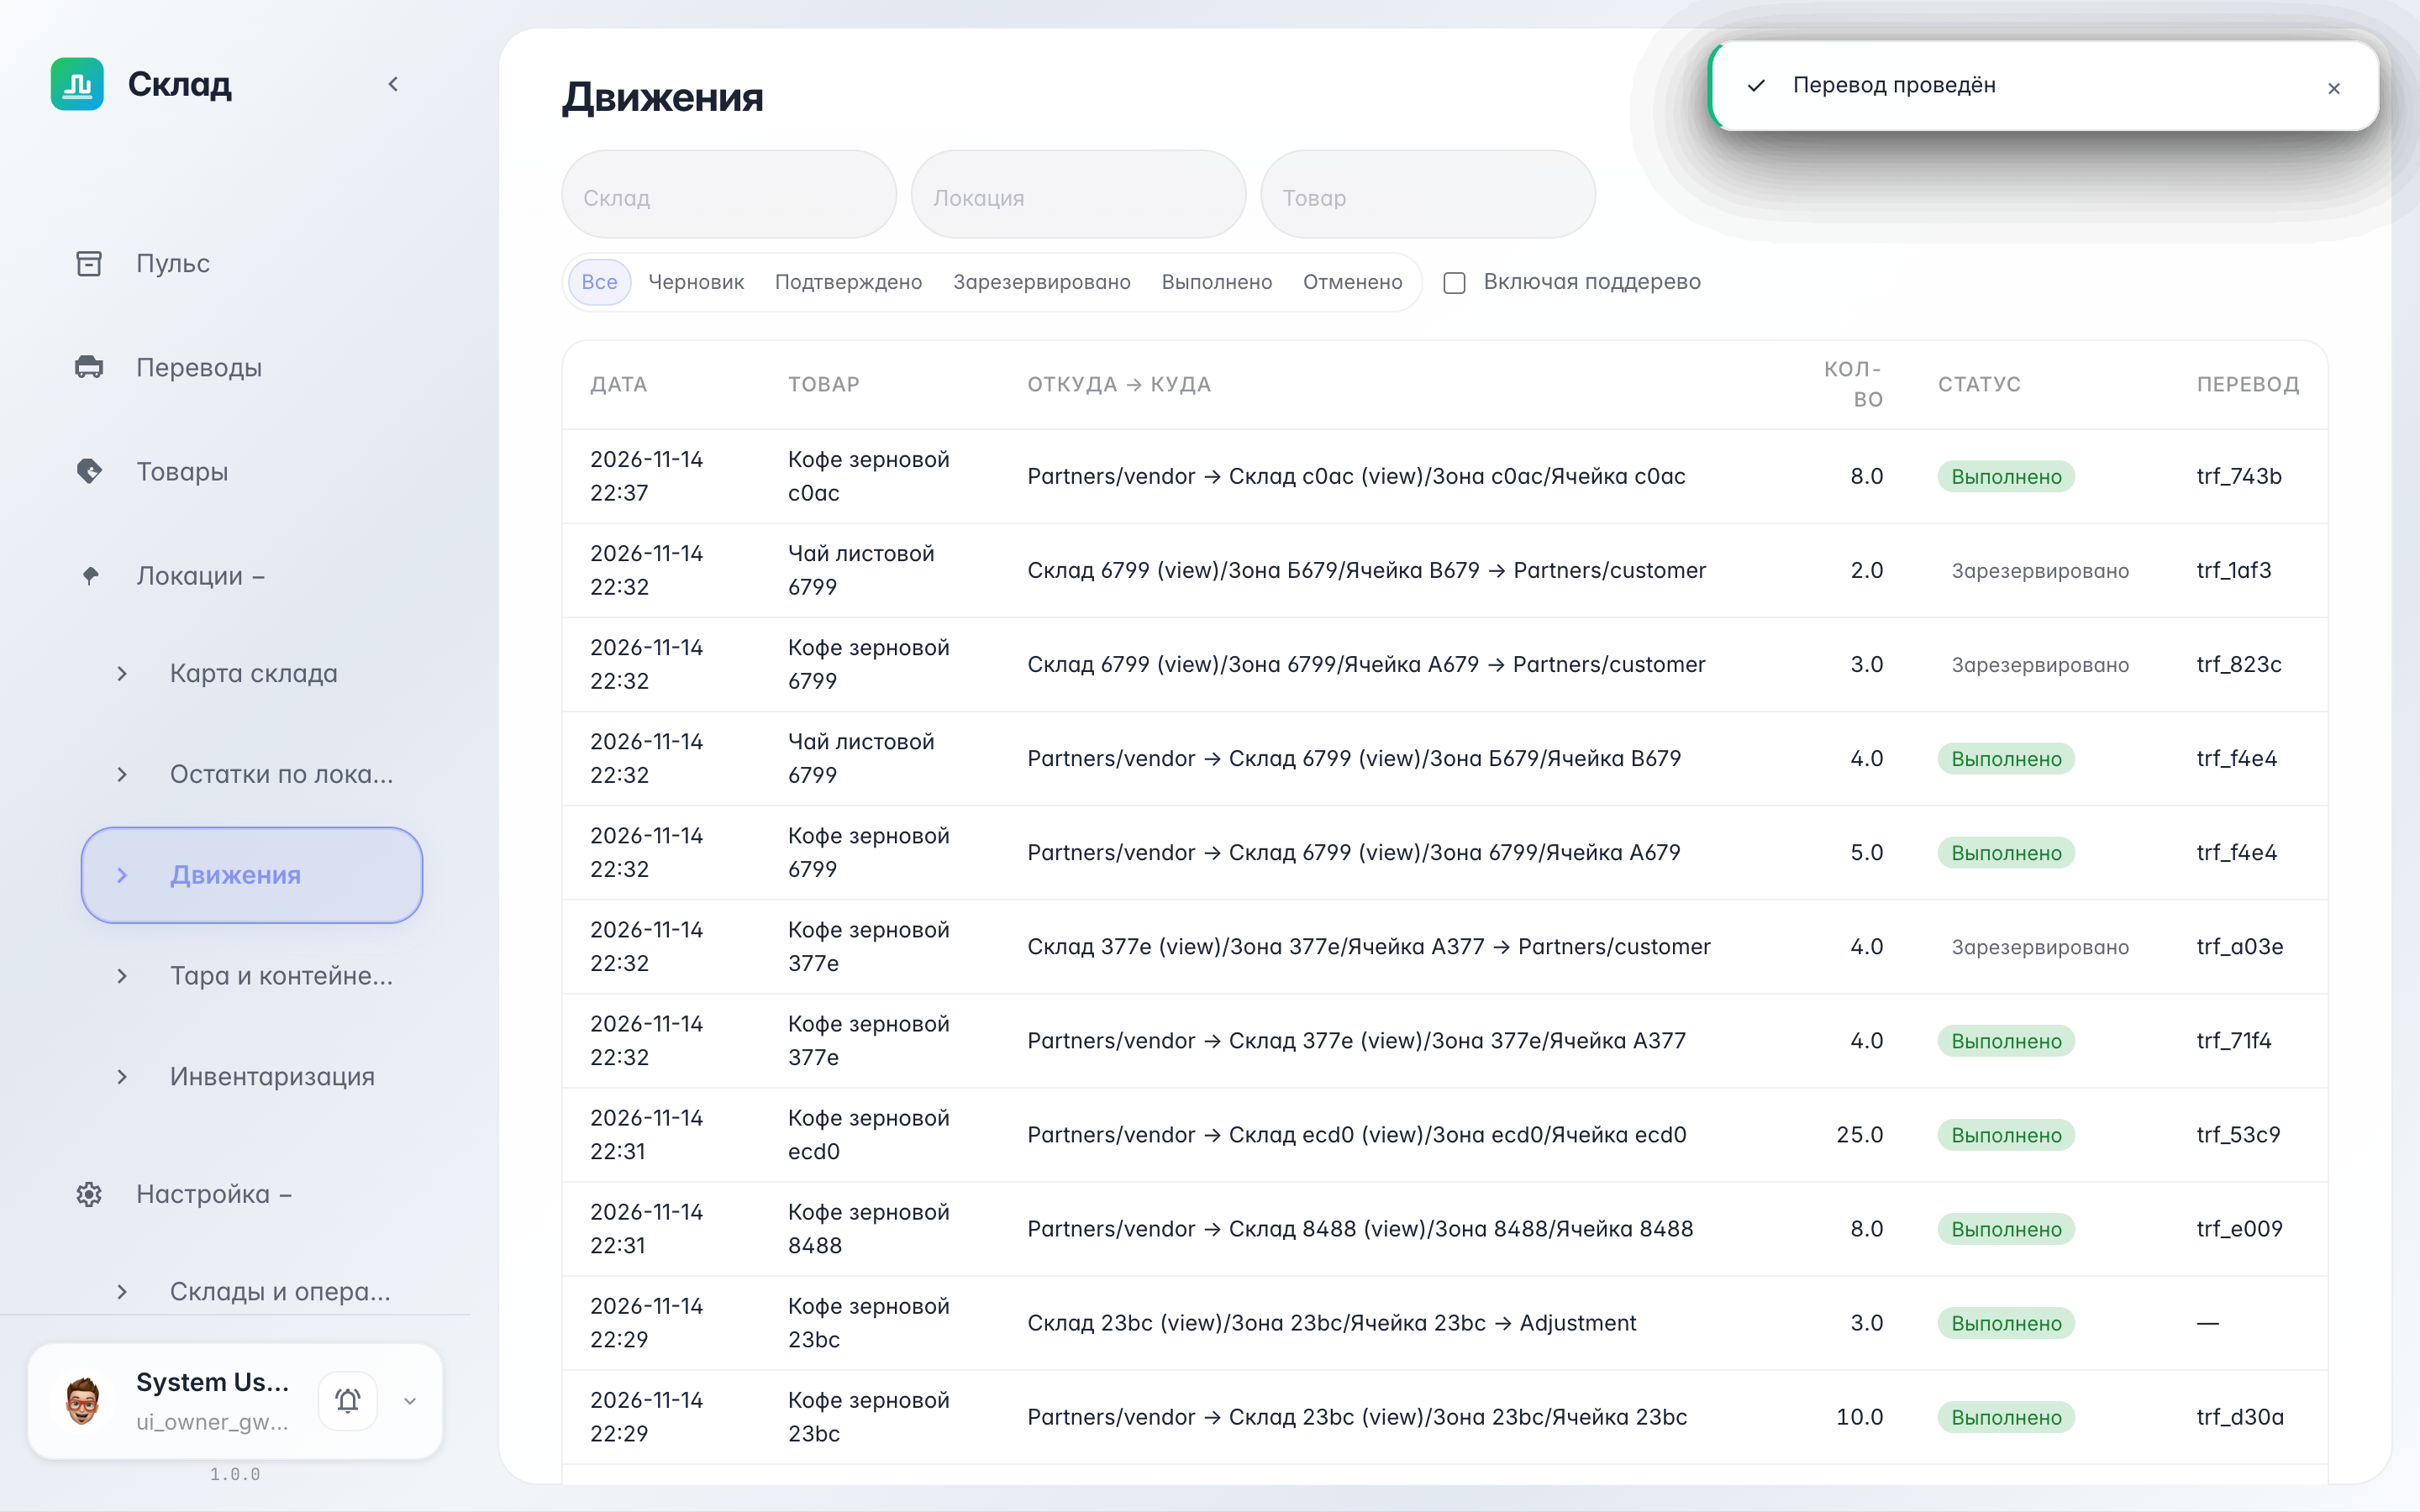 Склад
Пульс
Переводы
Товары
Локации –
Карта склада
Остатки по лока...
Движения
Тара и контейне...
Инвентаризация
Настройка –
Склады и опера...
System Us...
ui_owner_gw...
1.0.0
Движения
Перевод проведён
Склад Локация Товар
Все Черновик Подтверждено Зарезервировано Выполнено Отменено Включая поддерево
ДАТА ТОВАР ОТКУДА → КУДА КОЛ-ВО СТАТУС ПЕРЕВОД
2026-11-14 22:37 Кофе зерновой c0ac Partners/vendor → Склад c0ac (view)/Зона c0ac/Ячейка c0ac 8.0 Выполнено trf_743b
2026-11-14 22:32 Чай листовой 6799 Склад 6799 (view)/Зона Б679/Ячейка B679 → Partners/customer 2.0 Зарезервировано trf_1af3
2026-11-14 22:32 Кофе зерновой 6799 Склад 6799 (view)/Зона 6799/Ячейка A679 → Partners/customer 3.0 Зарезервировано trf_823c
2026-11-14 22:32 Чай листовой 6799 Partners/vendor → Склад 6799 (view)/Зона Б679/Ячейка B679 4.0 Выполнено trf_f4e4
2026-11-14 22:32 Кофе зерновой 6799 Partners/vendor → Склад 6799 (view)/Зона 6799/Ячейка A679 5.0 Выполнено trf_f4e4
2026-11-14 22:32 Кофе зерновой 377e Склад 377e (view)/Зона 377e/Ячейка A377 → Partners/customer 4.0 Зарезервировано trf_a03e
2026-11-14 22:32 Кофе зерновой 377e Partners/vendor → Склад 377e (view)/Зона 377e/Ячейка A377 4.0 Выполнено trf_71f4
2026-11-14 22:31 Кофе зерновой ecd0 Partners/vendor → Склад ecd0 (view)/Зона ecd0/Ячейка ecd0 25.0 Выполнено trf_53c9
2026-11-14 22:31 Кофе зерновой 8488 Partners/vendor → Склад 8488 (view)/Зона 8488/Ячейка 8488 8.0 Выполнено trf_e009
2026-11-14 22:29 Кофе зерновой 23bc Склад 23bc (view)/Зона 23bc/Ячейка 23bc → Adjustment 3.0 Выполнено —
2026-11-14 22:29 Кофе зерновой 23bc Partners/vendor → Склад 23bc (view)/Зона 23bc/Ячейка 23bc 10.0 Выполнено trf_d30a